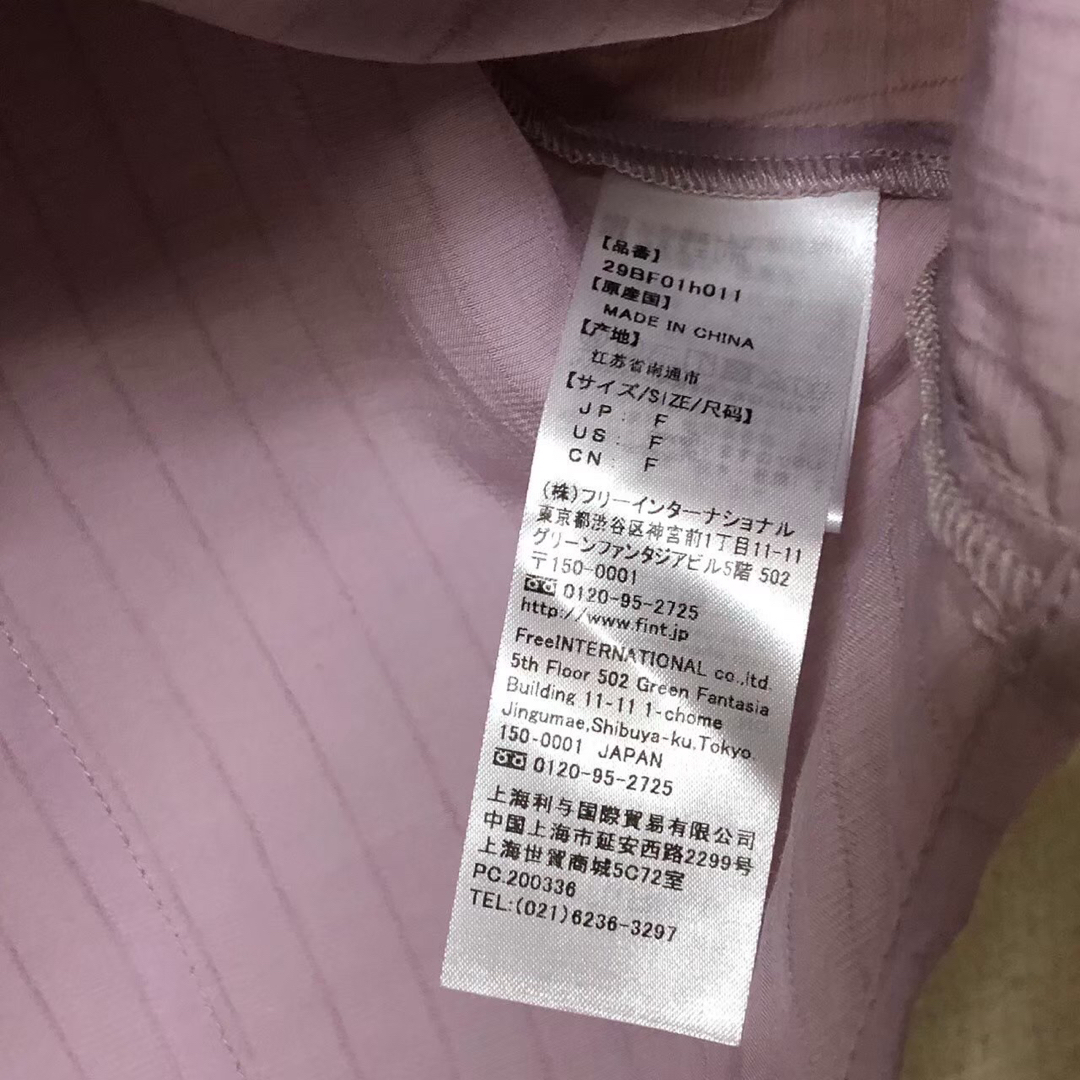 【品番】
29BF01h011
【原産国】
MADE IN CHINA
【产地】
江苏省南通市
【サイズ/SIZE/尺码】
JP: F
US: F
CN: F
(株)フリーインターナショナル
東京都渋谷区神宮前1丁目11-11
グリーンファンタジアビル5階 502
〒150-0001
0120-95-2725
http://www.fint.jp
FreeINTERNATIONAL co.,ltd.
5th Floor 502 Green Fantasia
Building 11-11 1-chome
Jingumae,Shibuya-ku,Tokyo
150-0001 JAPAN
0120-95-2725
上海利与国際貿易有限公司
中国上海市延安西路2299号
上海世貿商城5C72室
PC.200336
TEL:(021)6236-3297